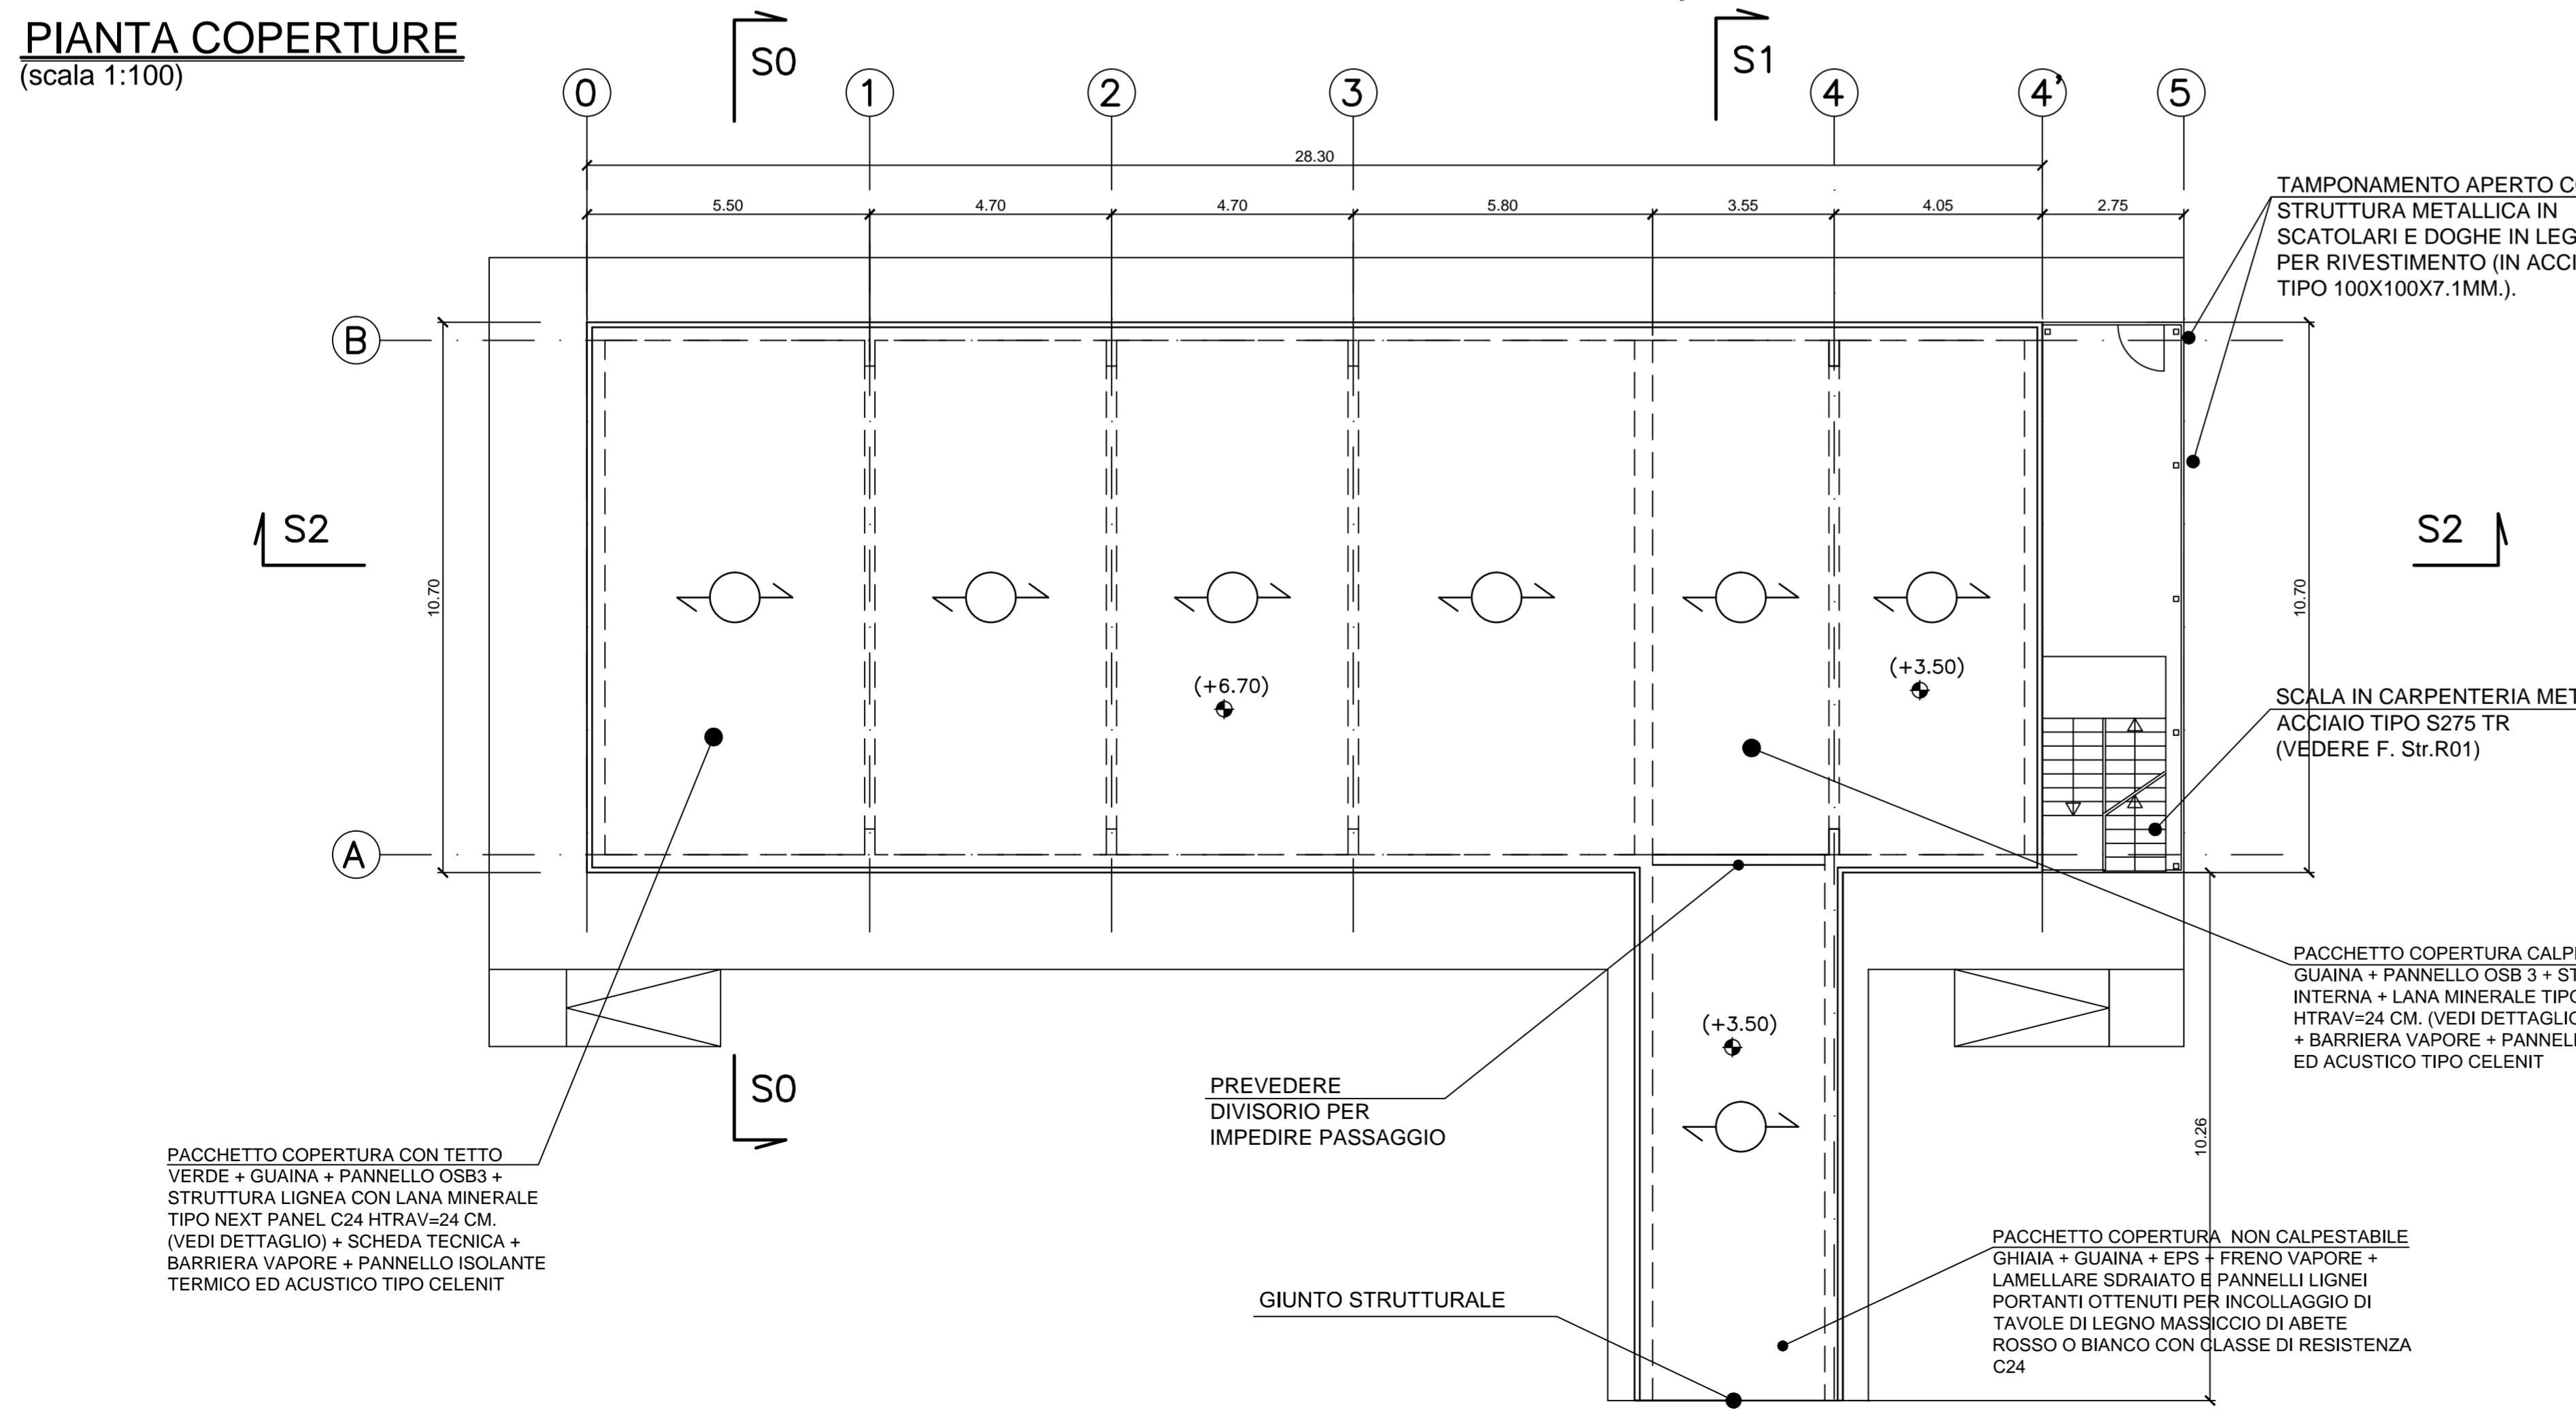 PIANTA COPERTURE
(scala 1:100)
S0
S1
0
1
2
3
4
4'
5
28.30
5.50
4.70
4.70
5.80
3.55
4.05
2.75
TAMPONAMENTO APERTO
STRUTTURA METALLICA IN
SCATOLARI E DOGHE IN
PER RIVESTIMENTO (IN
TIPO 100X100X7.1MM.).
B
S2
S2
10.70
10.70
(+6.70)
(+3.50)
SCALA IN CARPENTERIA
ACCIAIO TIPO S275 TR
(VEDERE F. Str.R01)
A
PACCHETTO COPERTURA
GUAINA + PANNELLO OSB 3 +
INTERNA + LANA MINERALE
HTRAV=24 CM. (VEDI
+ BARRIERA VAPORE +
ED ACUSTICO TIPO CELENIT
(+3.50)
S0
PREVEDERE
DIVISORIO PER
IMPEDIRE PASSAGGIO
10.26
PACCHETTO COPERTURA CON TETTO
VERDE + GUAINA + PANNELLO OSB3 +
STRUTTURA LIGNEA CON LANA MINERALE
TIPO NEXT PANEL C24 HTRAV=24 CM.
(VEDI DETTAGLIO) + SCHEDA TECNICA +
BARRIERA VAPORE + PANNELLO ISOLANTE
TERMICO ED ACUSTICO TIPO CELENIT
GIUNTO STRUTTURALE
PACCHETTO COPERTURA NON CALPESTABILE
GHIAIA + GUAINA + EPS + FRENO VAPORE +
LAMELLARE SDRAIATO E PANNELLI LIGNEI
PORTANTI OTTENUTI PER INCOLLAGGIO DI
TAVOLE DI LEGNO MASSICCIO DI ABETE
ROSSO O BIANCO CON CLASSE DI RESISTENZA
C24